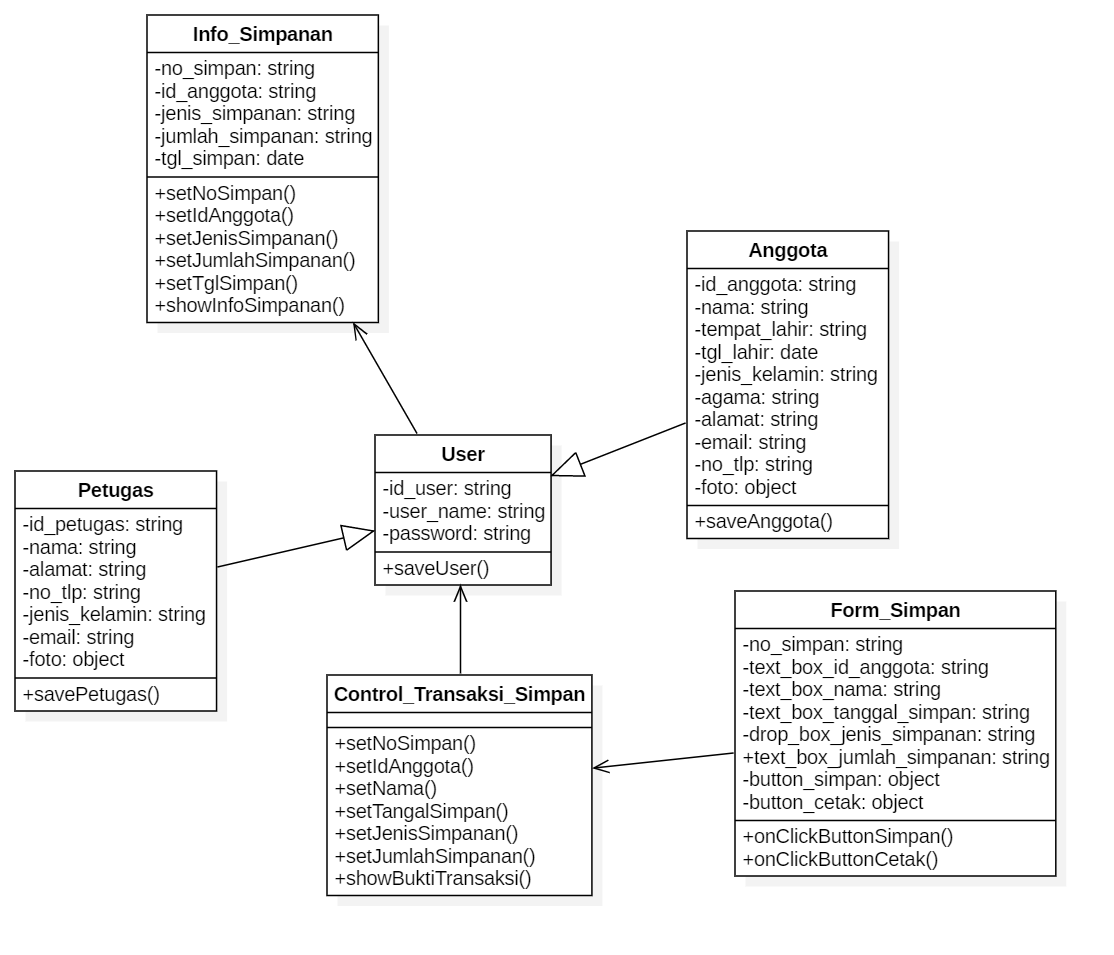 Info_Simpanan
-no_simpan: string
-id_anggota: string
-jenis_simpanan: string
-jumlah_simpanan: string
-tgl_simpan: date
+setNoSimpan()
+setIdAnggota()
+setJenisSimpanan()
+setJumlahSimpanan()
+setTglSimpan()
+showInfoSimpanan()
Anggota
-id_anggota: string
-nama: string
-tempat_lahir: string
-tgl_lahir: date
-jenis_kelamin: string
-agama: string
-alamat: string
-email: string
-no_tlp: string
-foto: object
+saveAnggota()
User
-id_user: string
-user_name: string
-password: string
+saveUser()
Petugas
-id_petugas: string
-nama: string
-alamat: string
-no_tlp: string
-jenis_kelamin: string
-email: string
-foto: object
+savePetugas()
Form_Simpan
-no_simpan: string
-text_box_id_anggota: string
-text_box_nama: string
-text_box_tanggal_simpan: string
-drop_box_jenis_simpanan: string
+text_box_jumlah_simpanan: string
-button_simpan: object
-button_cetak: object
+onClickButtonSimpan()
+onClickButtonCetak()
Control_Transaksi_Simpan
+setNoSimpan()
+setIdAnggota()
+setNama()
+setTangalSimpan()
+setJenisSimpanan()
+setJumlahSimpanan()
+showBuktiTransaksi()